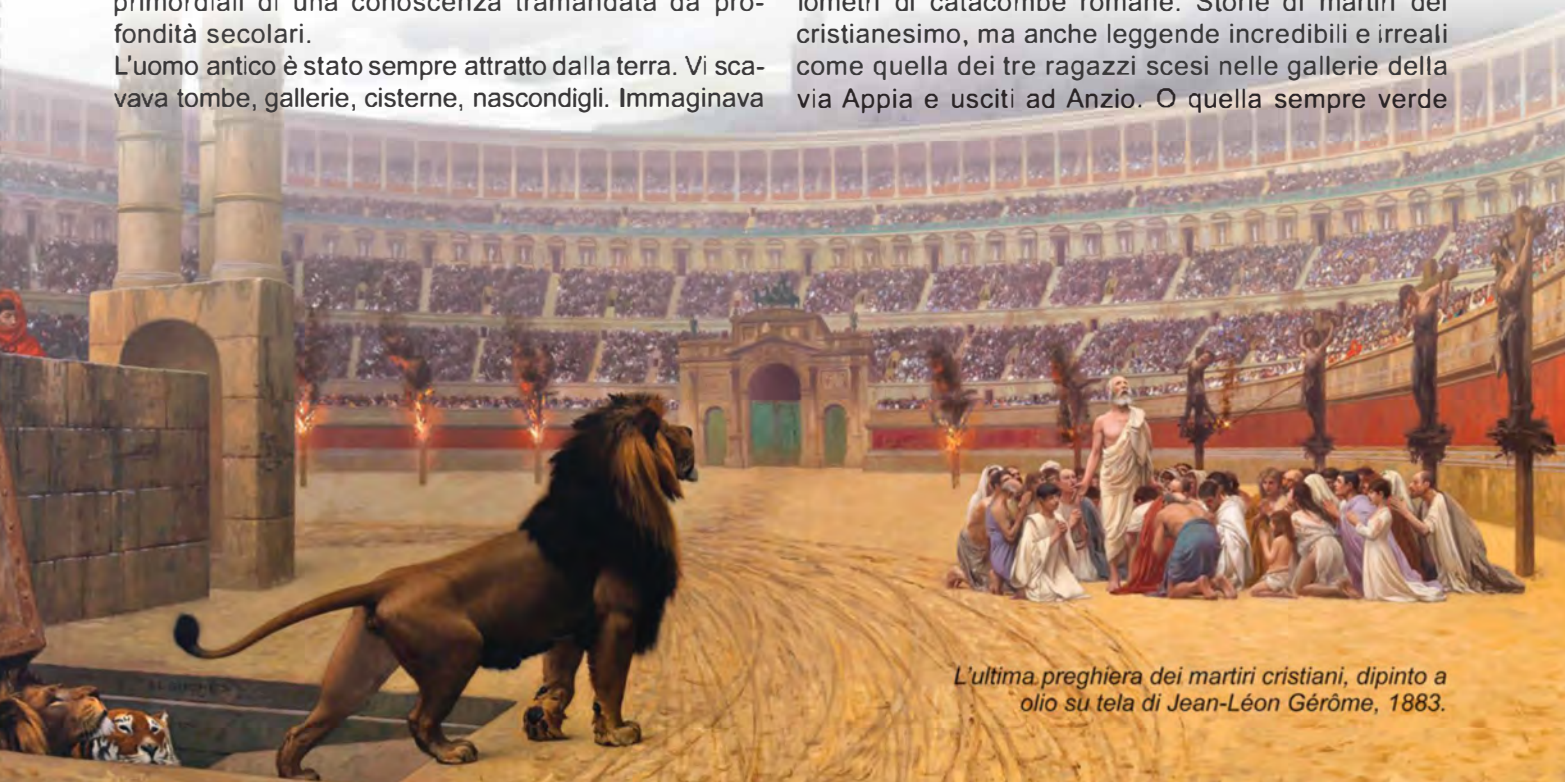 primordiali di una conoscenza tramandata da pro-
fondità secolari.
L'uomo antico è stato sempre attratto dalla terra. Vi sca-
vava tombe, gallerie, cisterne, nascondigli. Immaginava
lometri di catacombe romane. Storie di martiri del
cristianesimo, ma anche leggende incredibili e irreali
come quella dei tre ragazzi scesi nelle gallerie della
via Appia e usciti ad Anzio. O quella sempre verde
L'ultima preghiera dei martiri cristiani, dipinto a
olio su tela di Jean-Léon Gérôme, 1883.